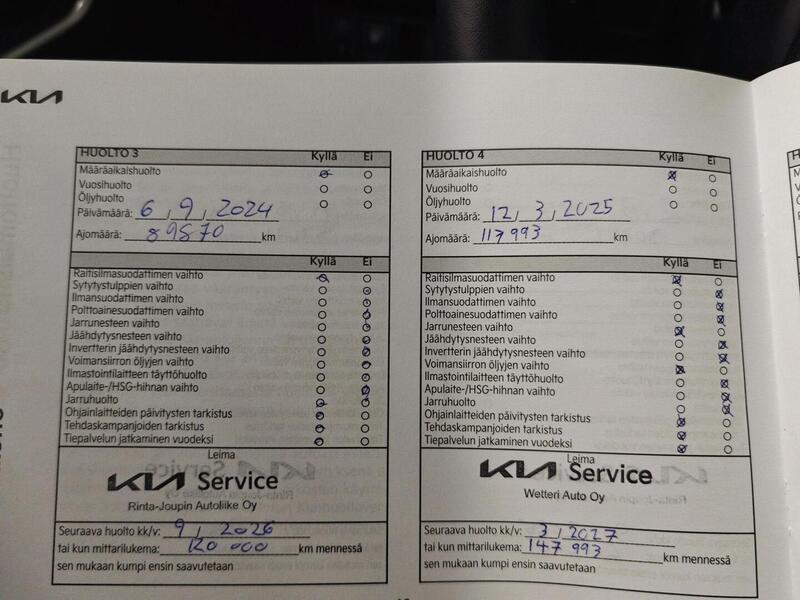 KIA
HUOLTO 3 Kyllä Ei
Määräaikaishuolto
Vuosihuolto
Öljyhuolto
Päivämäärä: 6 , 9 , 2024
Ajomäärä: 89870 km
Kyllä Ei
Raitisilmasuodattimen vaihto
Sytytystulppien vaihto
Ilmansuodattimen vaihto
Polttoainesuodattimen vaihto
Jarrunesteen vaihto
Jäähdytysnesteen vaihto
Invertterin jäähdytysnesteen vaihto
Voimansiirron öljyjen vaihto
Ilmastointilaitteen täyttöhuolto
Apulaite-/HSG-hihnan vaihto
Jarruhuolto
Ohjainlaitteiden päivitysten tarkistus
Tehdaskampanjoiden tarkistus
Tiepalvelun jatkaminen vuodeksi
Leima
KIA Service
Rinta-Joupin Autoliike Oy
Seuraava huolto kk/v: 9 / 2026
tai kun mittarilukema: 120 000 km mennessä
sen mukaan kumpi ensin saavutetaan
HUOLTO 4 Kyllä Ei
Määräaikaishuolto
Vuosihuolto
Öljyhuolto
Päivämäärä: 12, 3 , 2025
Ajomäärä: 117993 km
Kyllä Ei
Raitisilmasuodattimen vaihto
Sytytystulppien vaihto
Ilmansuodattimen vaihto
Polttoainesuodattimen vaihto
Jarrunesteen vaihto
Jäähdytysnesteen vaihto
Invertterin jäähdytysnesteen vaihto
Voimansiirron öljyjen vaihto
Ilmastointilaitteen täyttöhuolto
Apulaite-/HSG-hihnan vaihto
Jarruhuolto
Ohjainlaitteiden päivitysten tarkistus
Tehdaskampanjoiden tarkistus
Tiepalvelun jatkaminen vuodeksi
Leima
KIA Service
Wetteri Auto Oy
Seuraava huolto kk/v: 3 / 2027
tai kun mittarilukema: 147 993 km mennessä
sen mukaan kumpi ensin saavutetaan